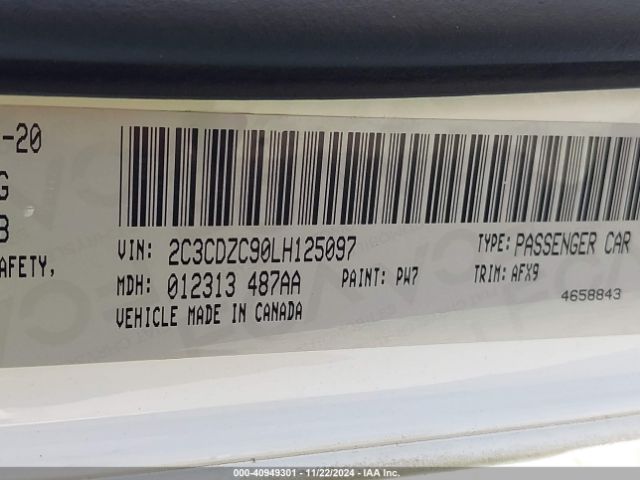 -20
G
B
AFETY,
VIN: 2C3CDZC90LH125097 TYPE: PASSENGER CAR
MDH: 012313 487AA PAINT: PW7 TRIM: AFX9
VEHICLE MADE IN CANADA 4658843
000-40949301 - 11/22/2024 - IAA Inc.